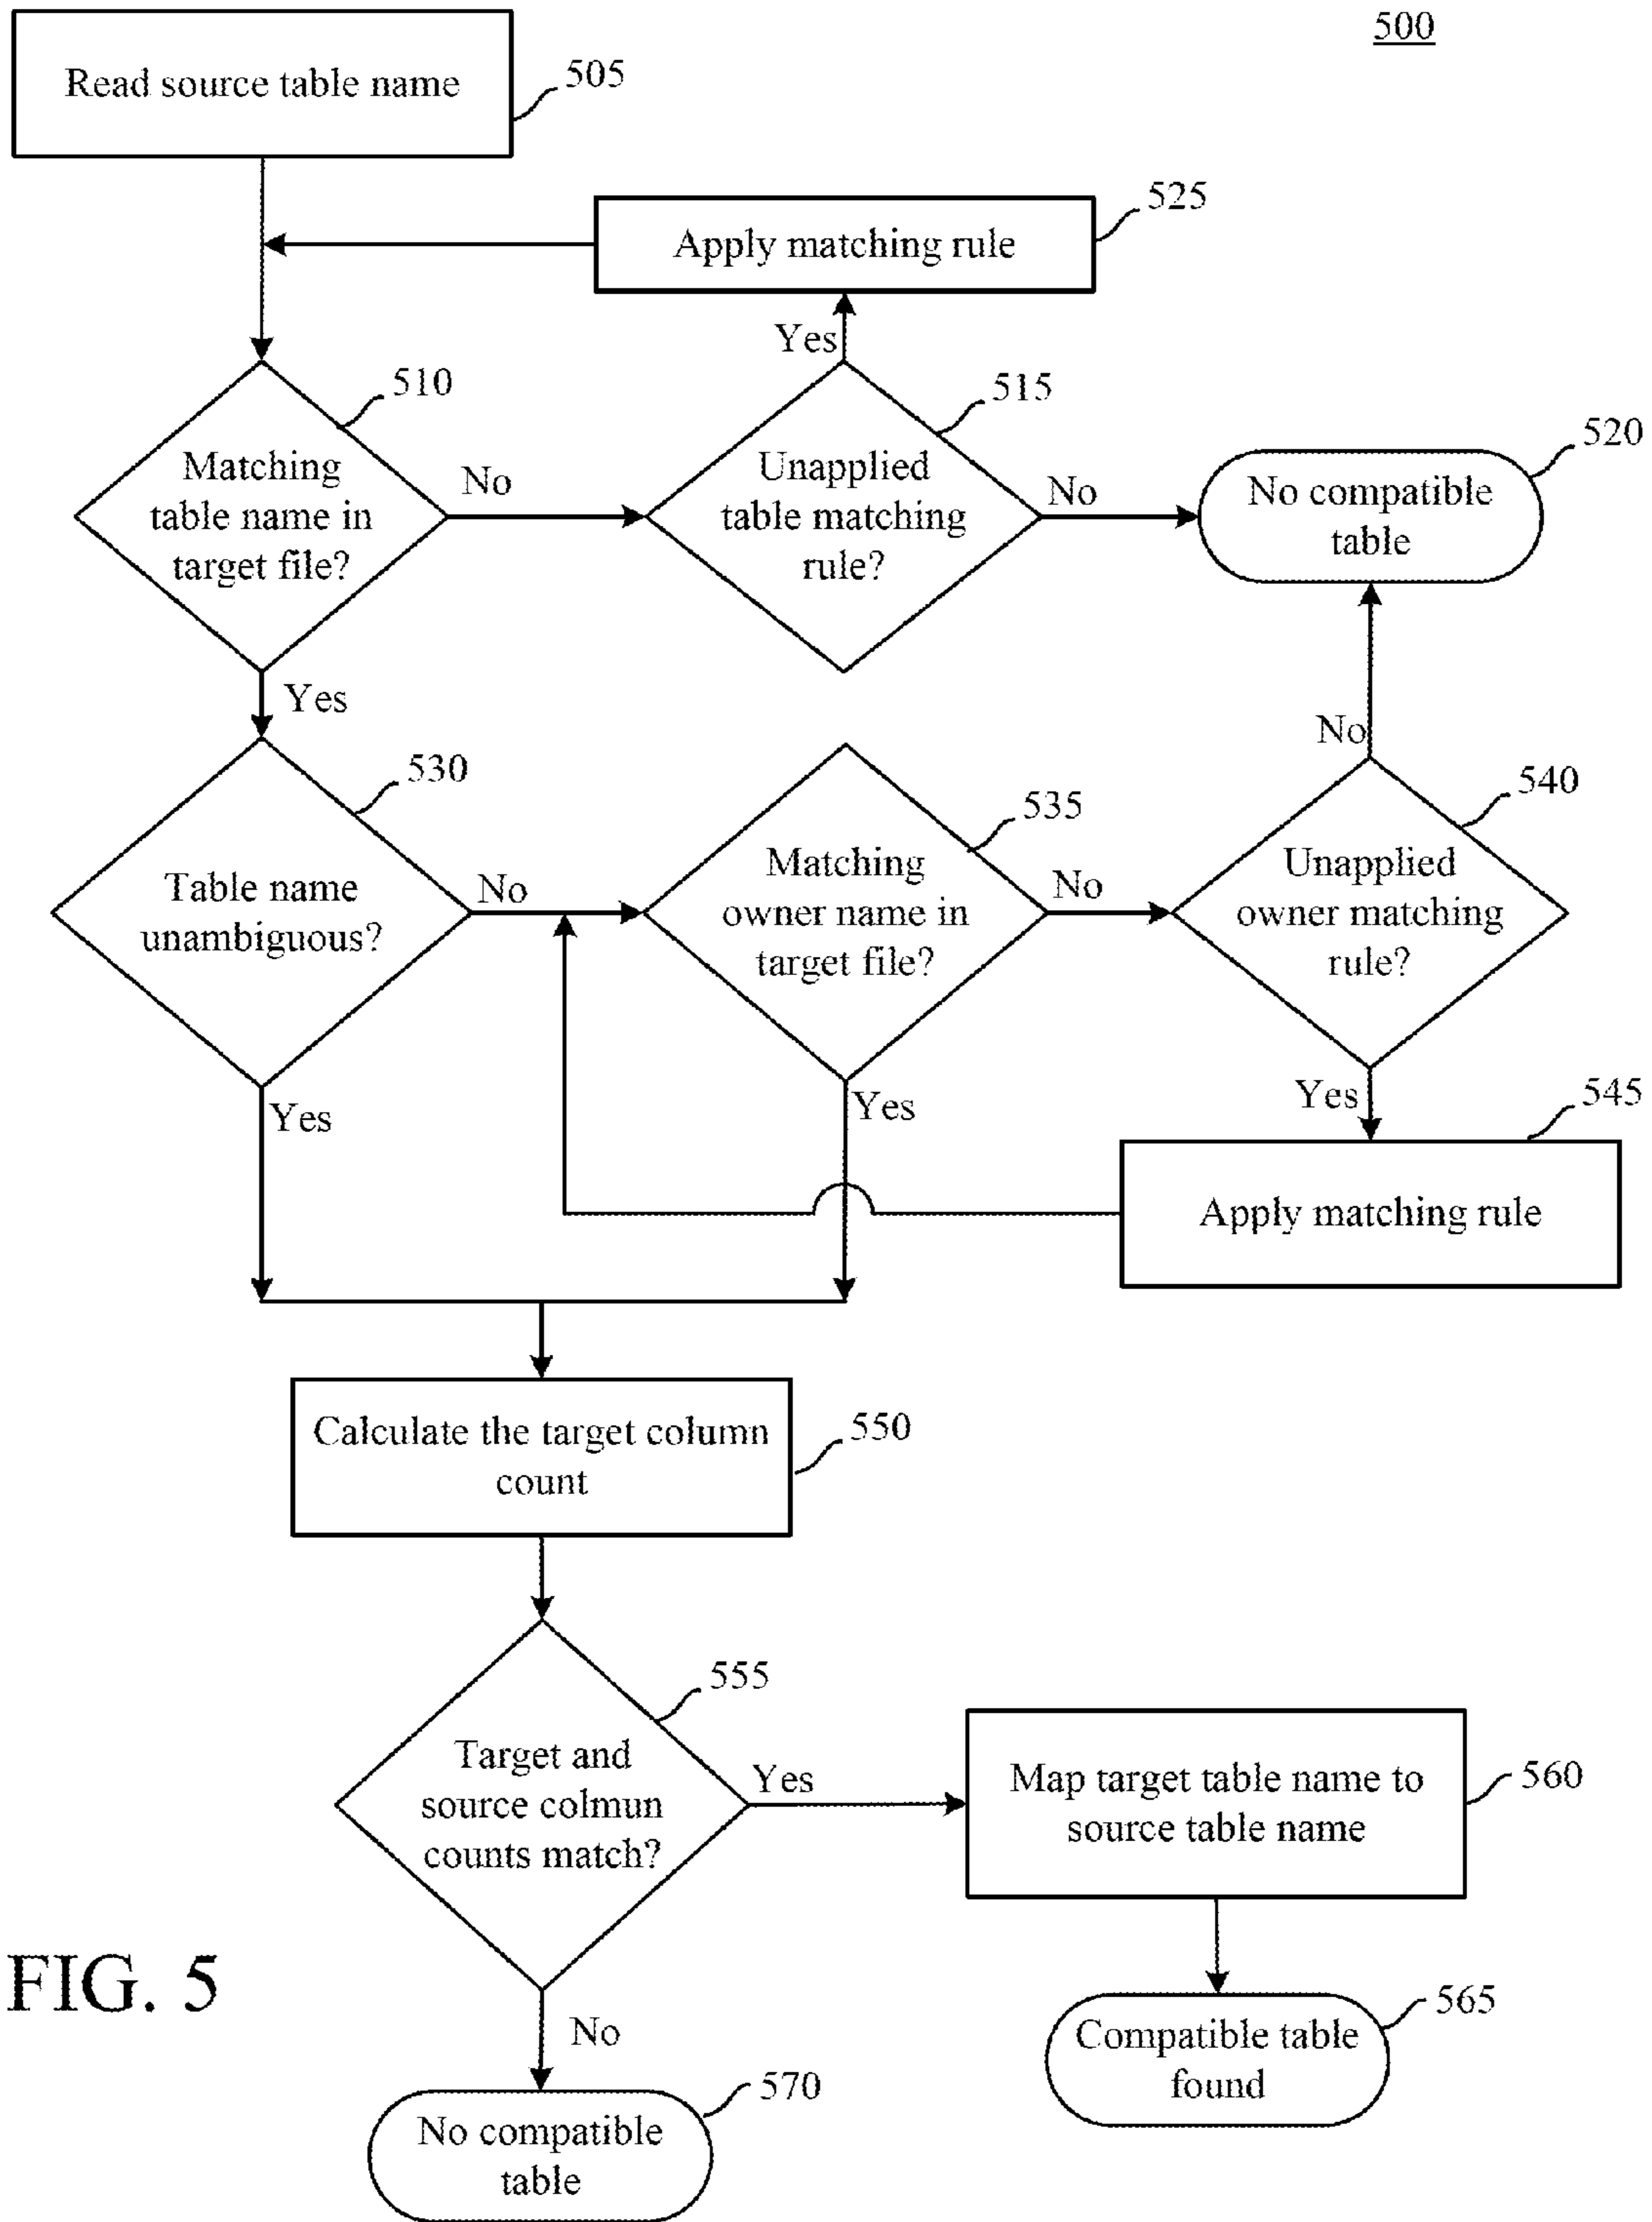 500
Read source table name
505
525
Apply matching rule
Yes
510
515
520
Matching
table name in
target file?
No
Unapplied
table matching
rule?
No
No compatible
table
Yes
No
530
535
540
Table name
unambiguous?
No
Matching
owner name in
target file?
No
Unapplied
owner matching
rule?
Yes
Yes
Yes
545
Apply matching rule
Calculate the target column
count
550
555
Target and
source colmun
counts match?
Yes
Map target table name to
source table name
560
FIG. 5
No
565
Compatible table
found
570
No compatible
table